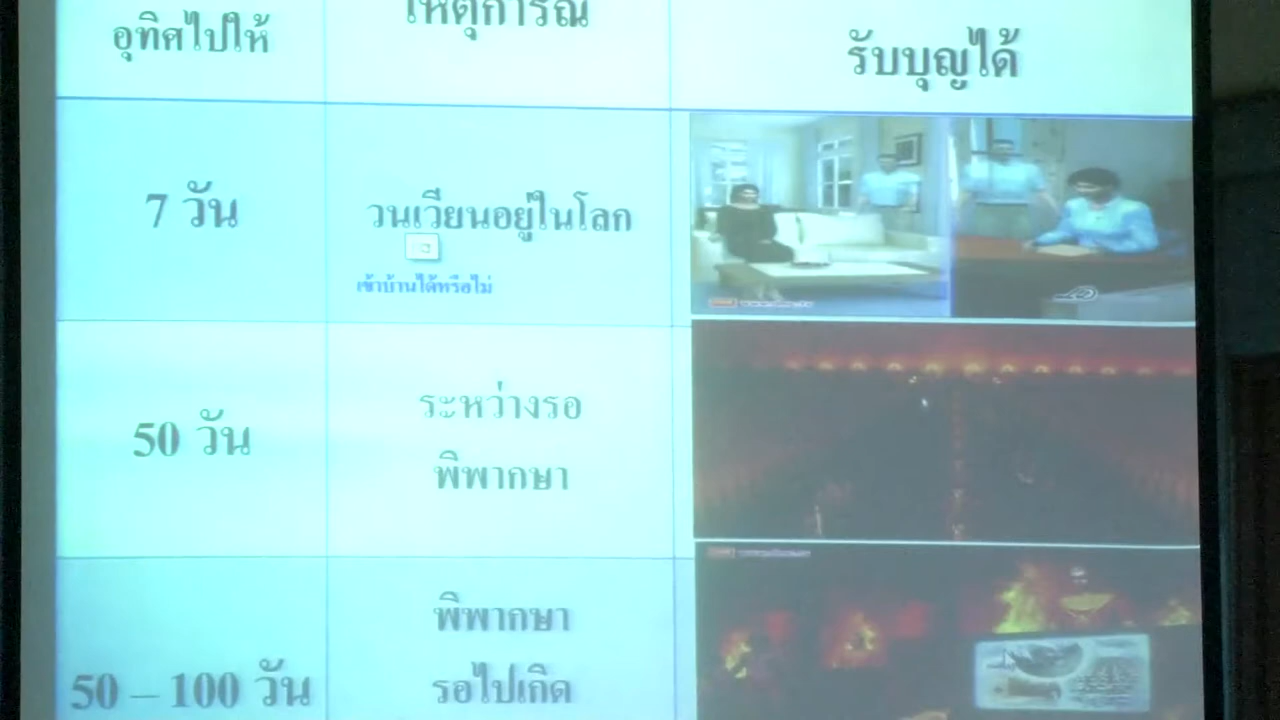 อุทิศไปให้
เหตุการณ์
รับบุญได้
7 วัน
วนเวียนอยู่ในโลก
เข้าบ้านได้หรือไม่
50 วัน
ระหว่างรอ
พิพากษา
50 – 100 วัน
พิพากษา
รอไปเกิด